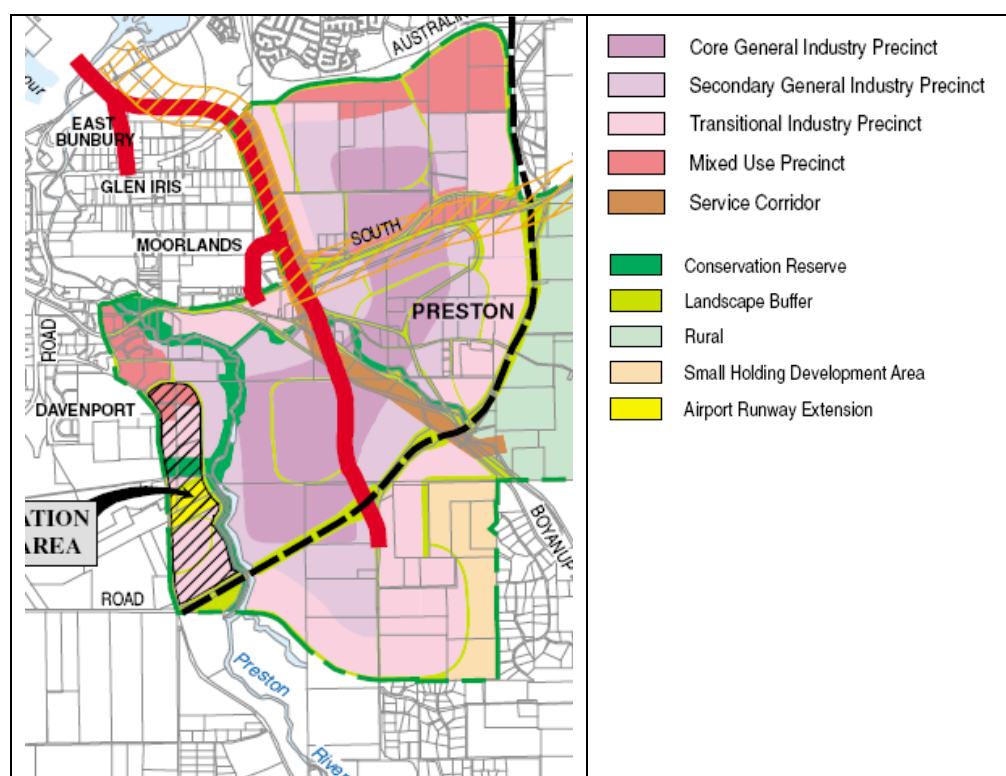 AUSTRALIN
our
EAST
BUNBURY
GLEN IRIS
MOORLANDS
SOUTH
PRESTON
ROAD
DAVENPORT
ATION
AREA
BOYANUP
ROAD
Preston
River
Core General Industry Precinct
Secondary General Industry Precinct
Transitional Industry Precinct
Mixed Use Precinct
Service Corridor
Conservation Reserve
Landscape Buffer
Rural
Small Holding Development Area
Airport Runway Extension